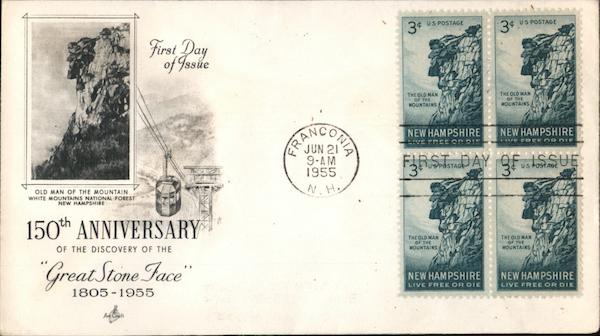 First Day
of Issue
OLD MAN OF THE MOUNTAIN
WHITE MOUNTAINS NATIONAL FOREST
NEW HAMPSHIRE
150th ANNIVERSARY
OF THE DISCOVERY OF THE
"Great Stone Face"
1805-1955
ArtCraft
FRANCONIA
JUN 21
9-AM
1955
N.H.
3¢ U.S. POSTAGE
THE OLD MAN
OF THE
MOUNTAINS
NEW HAMPSHIRE
LIVE FREE OR DIE
3¢ U.S. POSTAGE
THE OLD MAN
OF THE
MOUNTAINS
NEW HAMPSHIRE
LIVE FREE OR DIE
FIRST DAY OF ISSUE
3¢
THE OLD MAN
OF THE
MOUNTAINS
NEW HAMPSHIRE
LIVE FREE OR DIE
3¢
THE OLD MAN
OF THE
MOUNTAINS
NEW HAMPSHIRE
LIVE FREE OR DIE